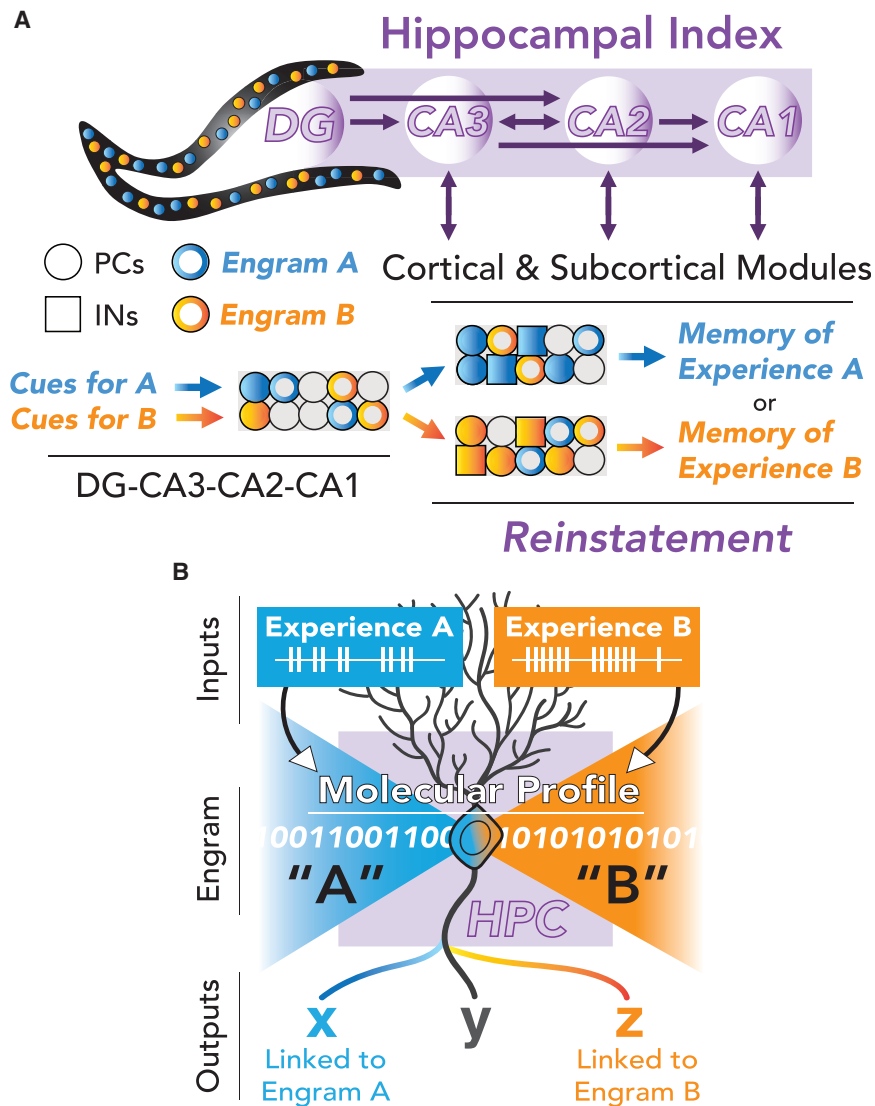 A
Hippocampal Index
DG
CA3
CA2
CA1
PCs
Engram A
INs
Engram B
Cortical & Subcortical Modules
Cues for A
Cues for B
DG-CA3-CA2-CA1
Memory of
Experience A
or
Memory of
Experience B
Reinstatement
B
Inputs
Experience A
Experience B
Engram
Molecular Profile
10011001100
10101010101
"A"
"B"
HPC
Outputs
x
y
z
Linked to
Engram A
Linked to
Engram B